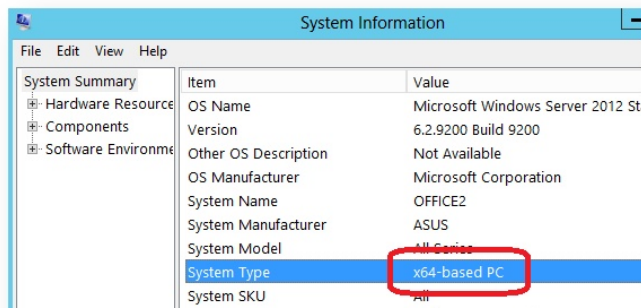 System Information
File Edit View Help
System Summary
Hardware Resource
Components
Software Environme
Item Value
OS Name Microsoft Windows Server 2012 St
Version 6.2.9200 Build 9200
Other OS Description Not Available
OS Manufacturer Microsoft Corporation
System Name OFFICE2
System Manufacturer ASUS
System Model All Series
System Type x64-based PC
System SKU All